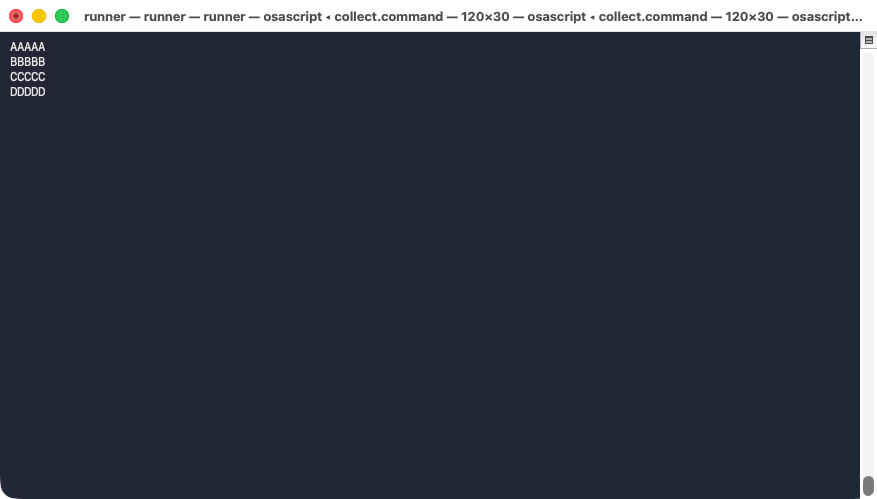 runner — runner — runner — osascript ◂ collect.command — 120×30 — osascript ◂ collect.command — 120×30 — osascript...
AAAAA
BBBBB
CCCCC
DDDDD